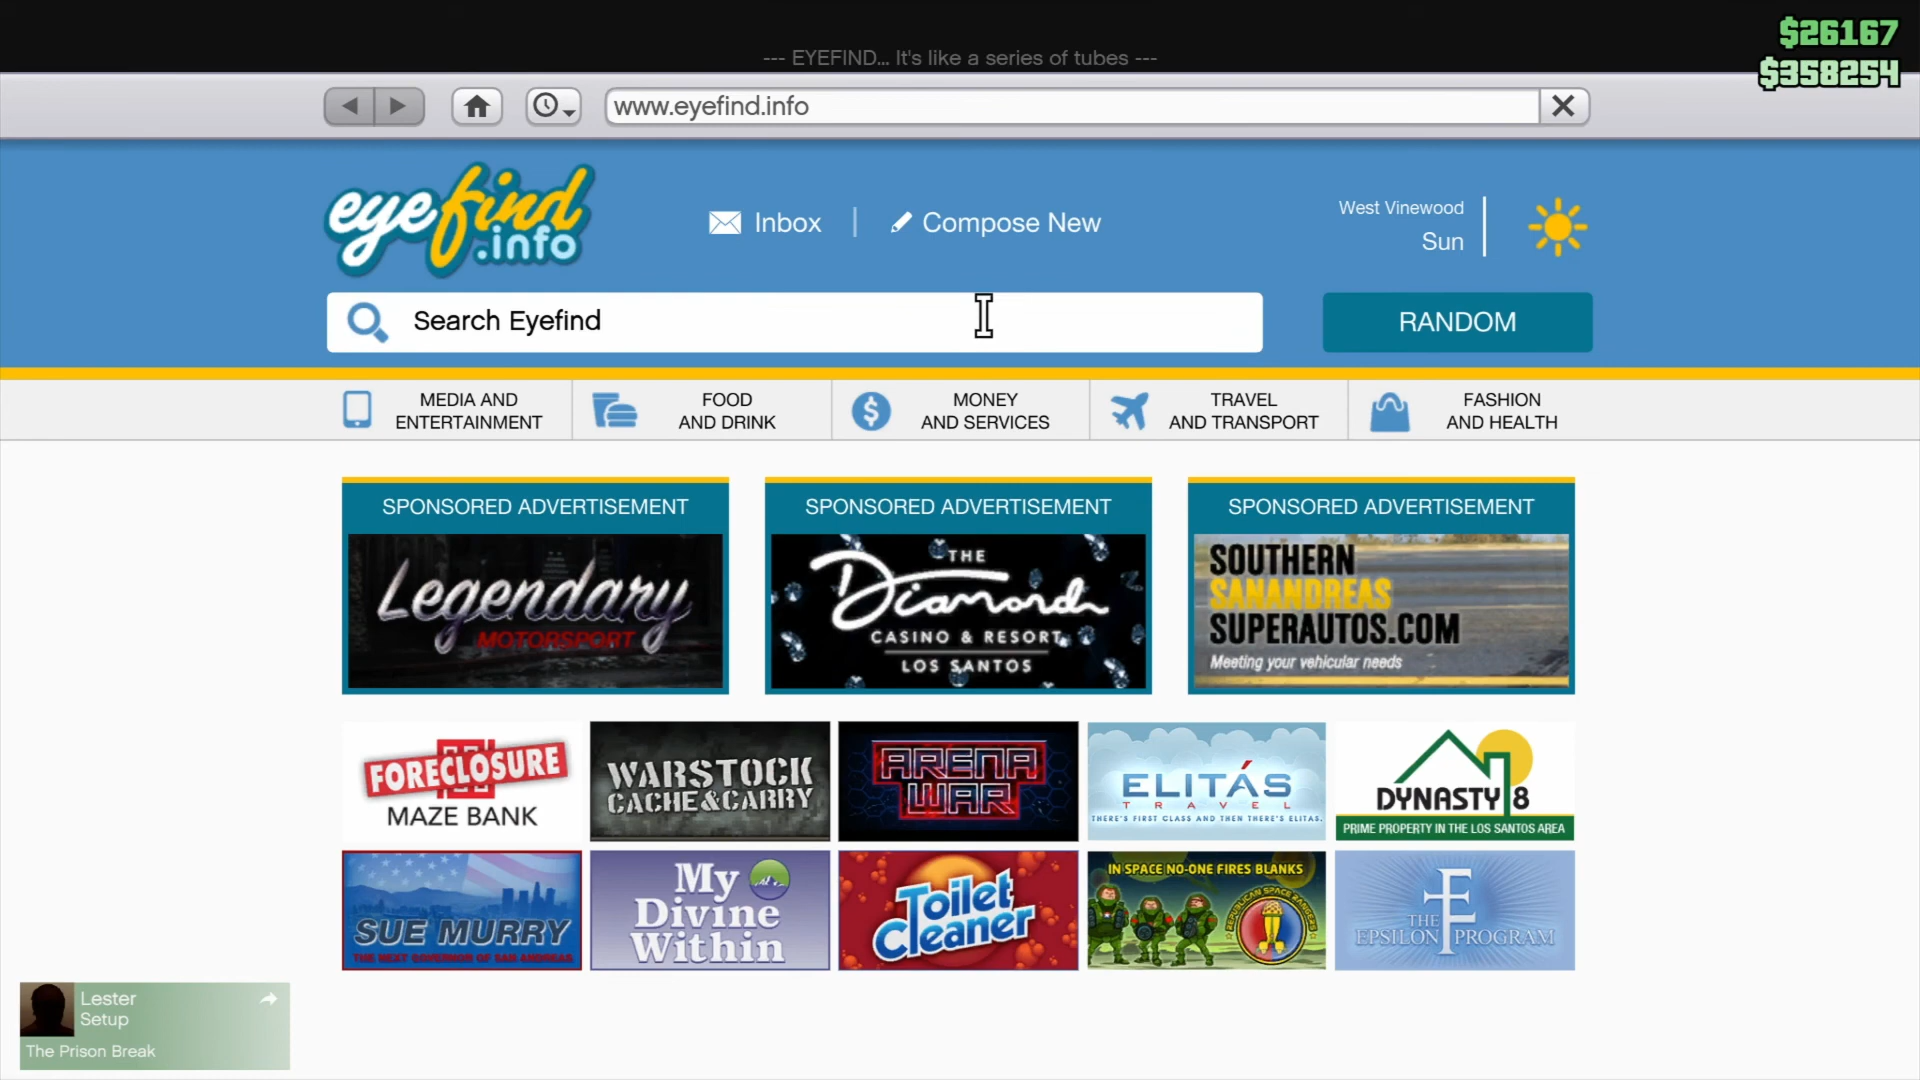 $26167
--- EYEFIND... It's like a series of tubes ---
$358254
www.eyefind.info
eyefind
.info
Inbox
Compose New
West Vinewood
Sun
Search Eyefind
RANDOM
MEDIA AND
ENTERTAINMENT
FOOD
AND DRINK
MONEY
AND SERVICES
TRAVEL
AND TRANSPORT
FASHION
AND HEALTH
SPONSORED ADVERTISEMENT
Legendary
MOTORSPORT
SPONSORED ADVERTISEMENT
THE
Diamond
CASINO & RESORT
LOS SANTOS
SPONSORED ADVERTISEMENT
SOUTHERN
SANANDREAS
SUPERAUTOS.COM
Meeting your vehicular needs
FORECLOSURE
MAZE BANK
WARSTOCK
CACHE&CARRY
ARENA
WAR
ELITÁS
TRAVEL
THERE'S FIRST CLASS AND THEN THERE'S ELITAS.
DYNASTY 8
PRIME PROPERTY IN THE LOS SANTOS AREA
SUE MURRY
THE NEXT GOVERNOR OF SAN ANDREAS
My
Divine
Within
Toilet
Cleaner
IN SPACE NO-ONE FIRES BLANKS
REPUBLICAN SPACE RANGERS
THE
EPSILON PROGRAM
Lester
Setup
The Prison Break